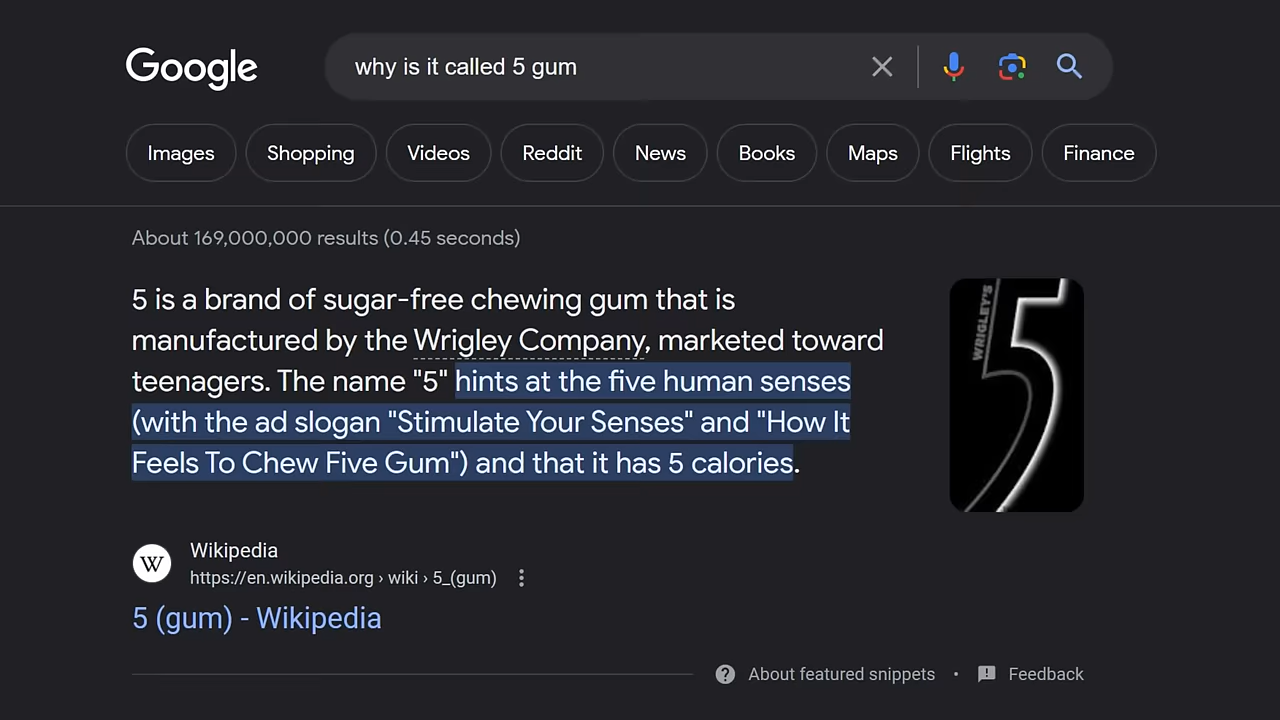 Google
why is it called 5 gum
Images Shopping Videos Reddit News Books Maps Flights Finance
About 169,000,000 results (0.45 seconds)
5 is a brand of sugar-free chewing gum that is
manufactured by the Wrigley Company, marketed toward
teenagers. The name "5" hints at the five human senses
(with the ad slogan "Stimulate Your Senses" and "How It
Feels To Chew Five Gum") and that it has 5 calories.
WRIGLEY'S
5
W
Wikipedia
https://en.wikipedia.org › wiki › 5_(gum)
5 (gum) - Wikipedia
? About featured snippets • ! Feedback